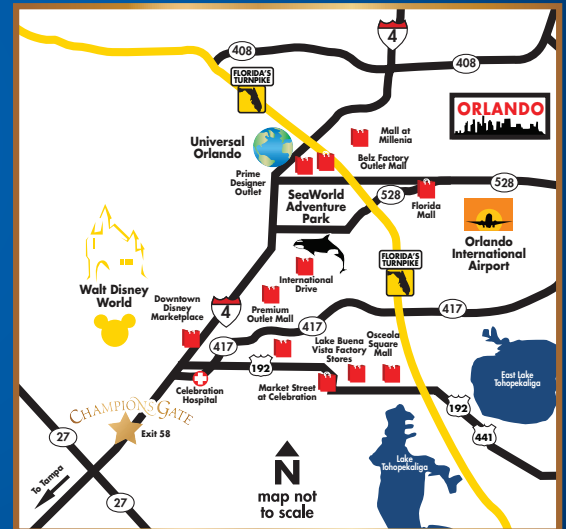 4
408
408
FLORIDA'S
TURNPIKE
ORLANDO
Universal
Orlando
Mall at
Millenia
Belz Factory
Outlet Mall
Prime
Designer
Outlet
528
528
SeaWorld
Adventure
Park
Florida
Mall
Orlando
International
Airport
FLORIDA'S
TURNPIKE
International
Drive
Walt Disney
World
Downtown
Disney
Marketplace
4
Premium
Outlet Mall
417
417
417
192
Lake Buena
Vista Factory
Stores
Osceola
Square
Mall
East Lake
Tohopekaliga
Celebration
Hospital
Market Street
at Celebration
192
441
CHAMPIONSGATE
Exit 58
27
To Tampa
27
N
map not
to scale
Lake
Tohopekaliga